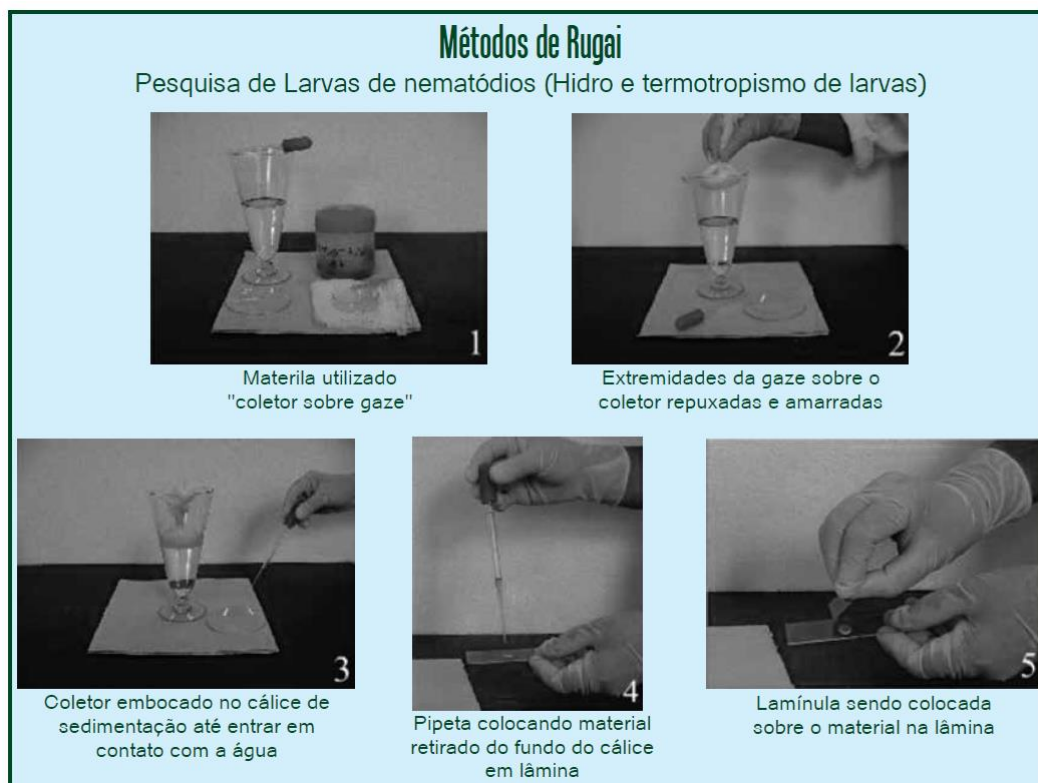 Métodos de Rugai
Pesquisa de Larvas de nematódios (Hidro e termotropismo de larvas)
1
Materila utilizado
"coletor sobre gaze"
2
Extremidades da gaze sobre o
coletor repuxadas e amarradas
3
Coletor embocado no cálice de
sedimentação até entrar em
contato com a água
4
Pipeta colocando material
retirado do fundo do cálice
em lâmina
5
Lamínula sendo colocada
sobre o material na lâmina